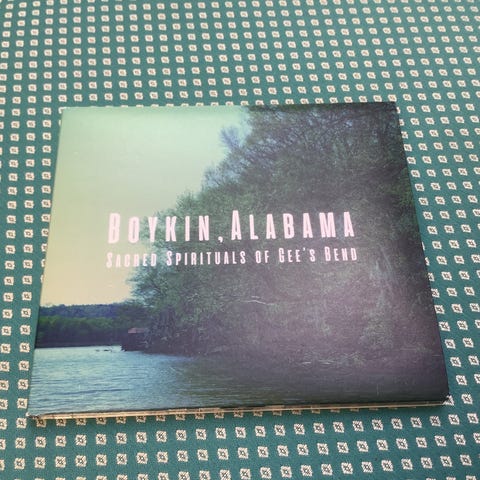 BOYKIN, ALABAMA
SACRED SPIRITUALS OF GEE'S BEND